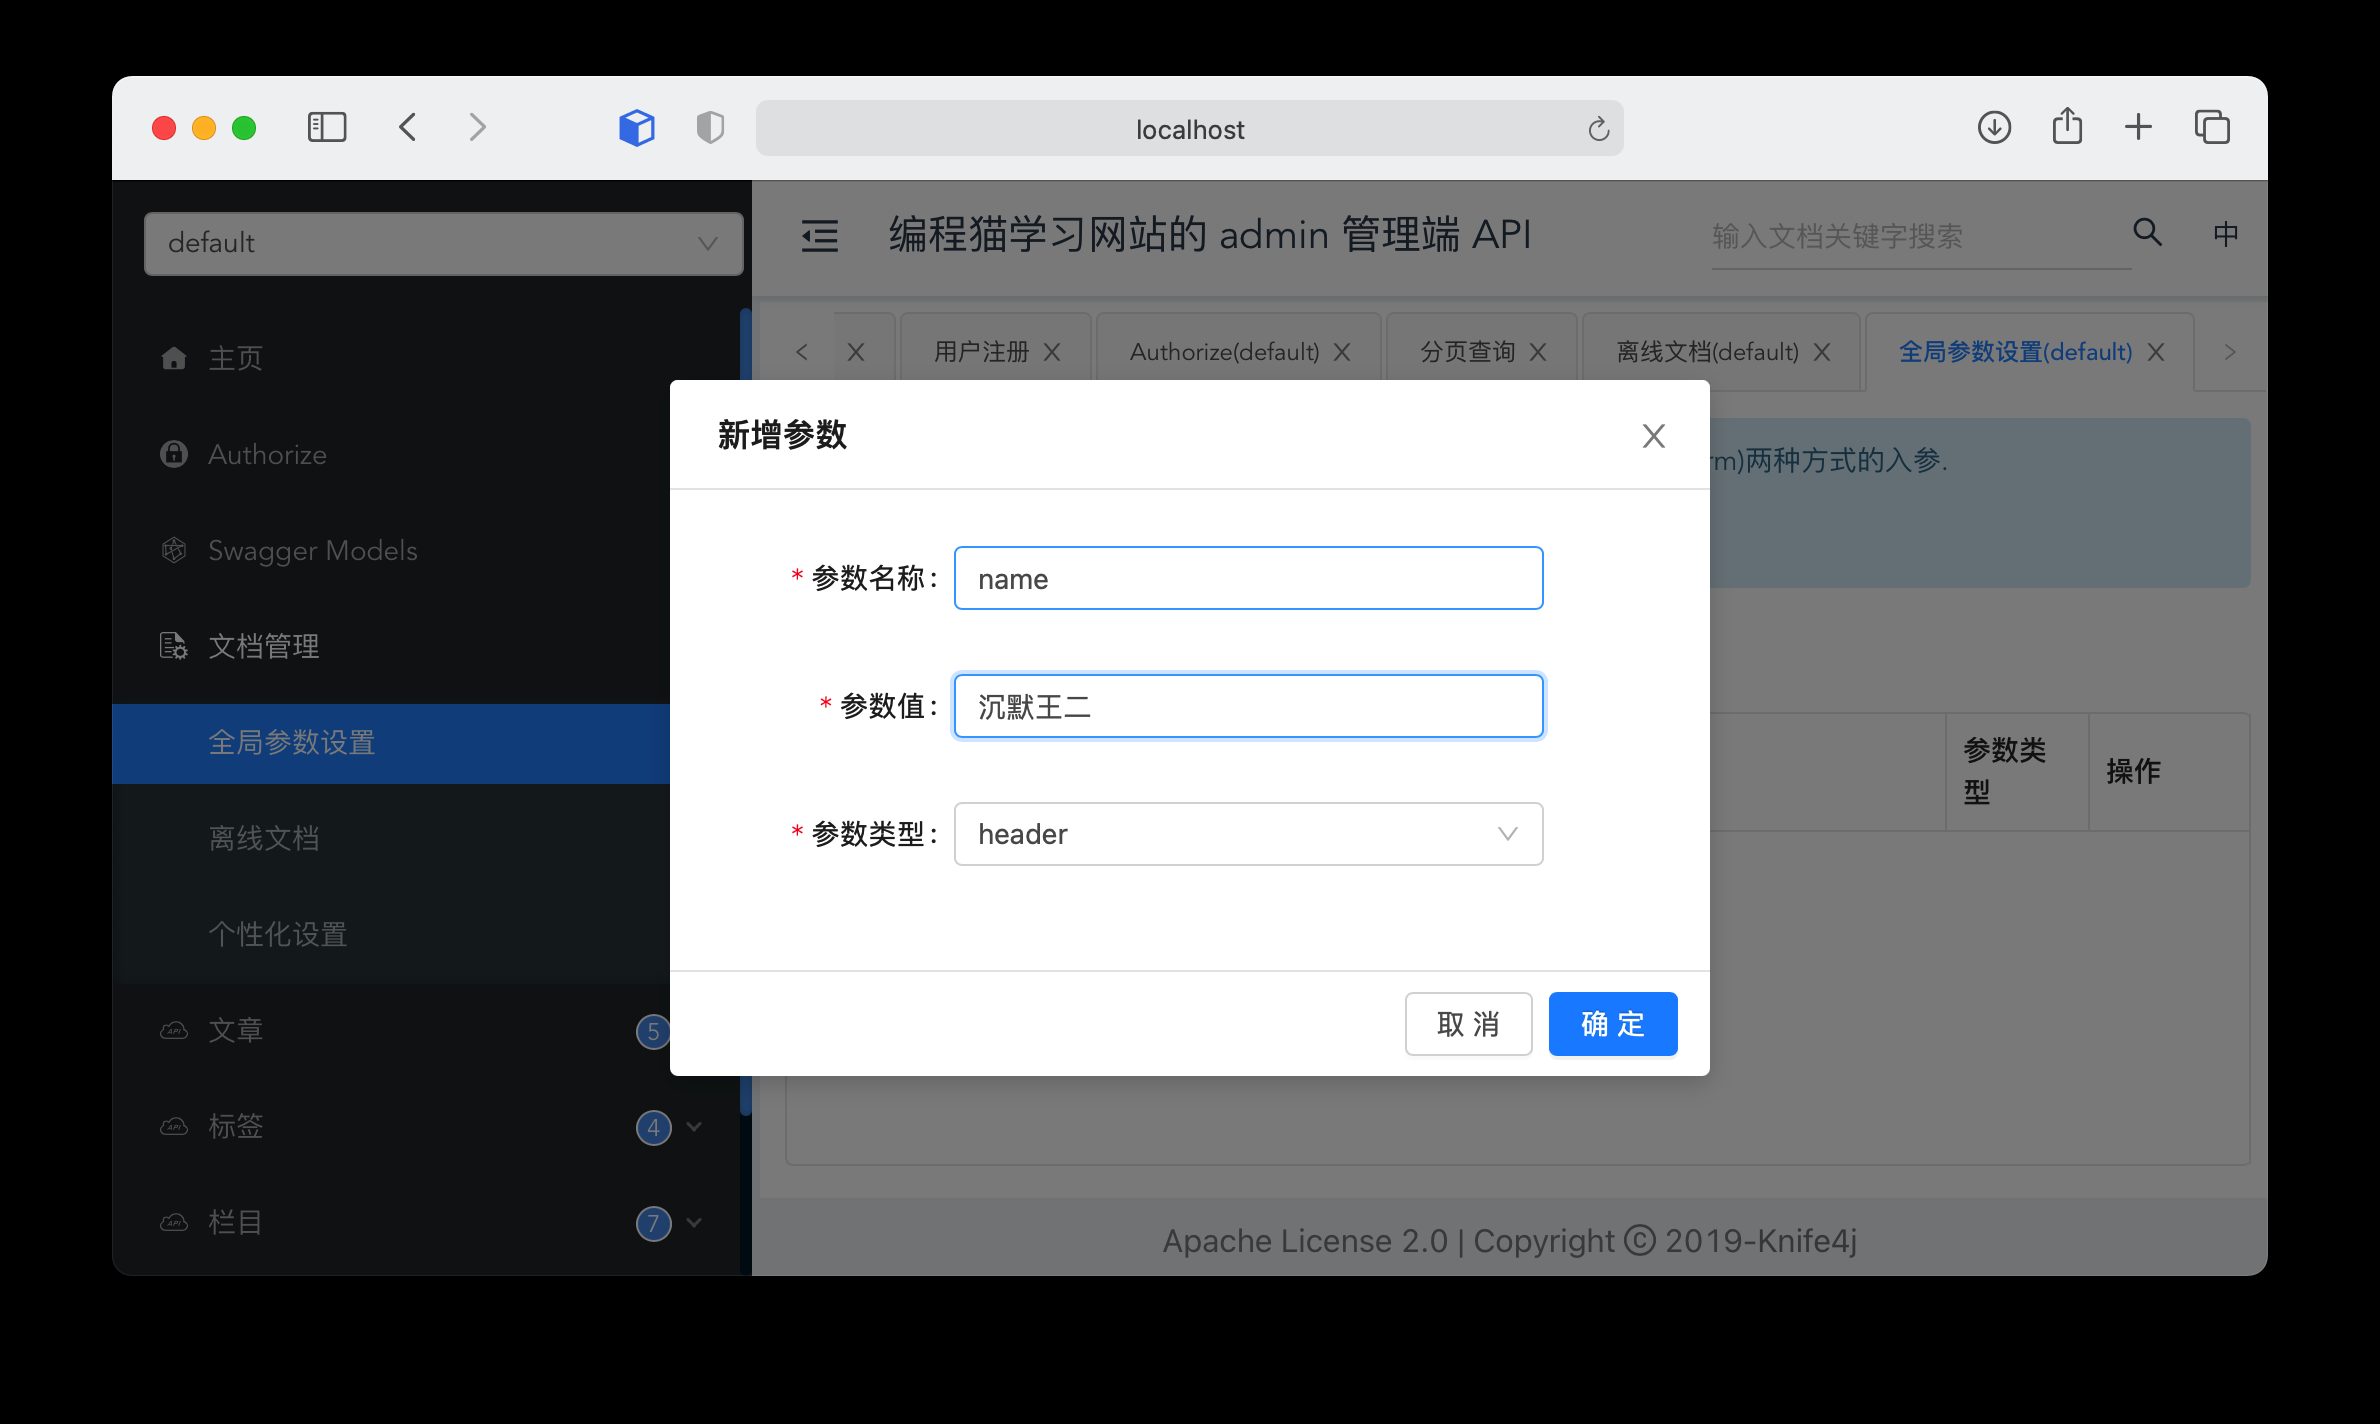 localhost
default
编程猫学习网站的 admin 管理端 API
输入文档关键字搜索
中
主页
用户注册
Authorize(default)
分页查询
离线文档(default)
全局参数设置(default)
Authorize
Swagger Models
文档管理
全局参数设置
离线文档
个性化设置
文章 5
标签 4
栏目 7
rm)两种方式的入参.
新增参数
* 参数名称: name
* 参数值: 沉默王二
* 参数类型: header
取 消
确 定
参数类
型
操作
Apache License 2.0 | Copyright © 2019-Knife4j